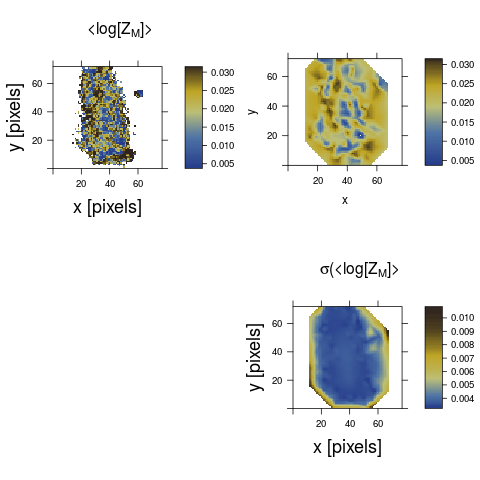 <log[Z_M]>
60
40
20
20 40 60
x [pixels]
y [pixels]
0.030
0.025
0.020
0.015
0.010
0.005
60
40
20
20 40 60
x
y
0.030
0.025
0.020
0.015
0.010
0.005
σ(<log[Z_M]>
60
40
20
20 40 60
x [pixels]
y [pixels]
0.010
0.009
0.008
0.007
0.006
0.005
0.004